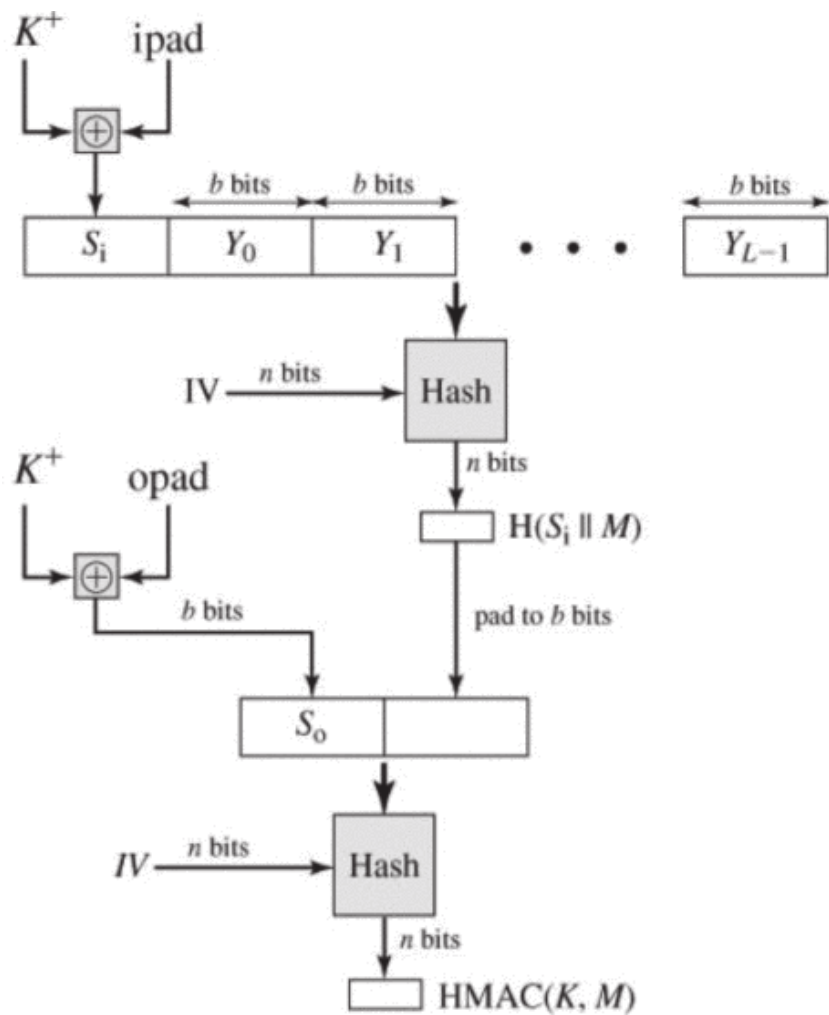 K⁺ ipad
⊕
b bits b bits b bits
Sᵢ Y₀ Y₁ • • • Y_{L−1}
IV n bits Hash
n bits
K⁺ opad
H(Sᵢ || M)
⊕
b bits pad to b bits
Sₒ
IV n bits Hash
n bits
HMAC(K, M)